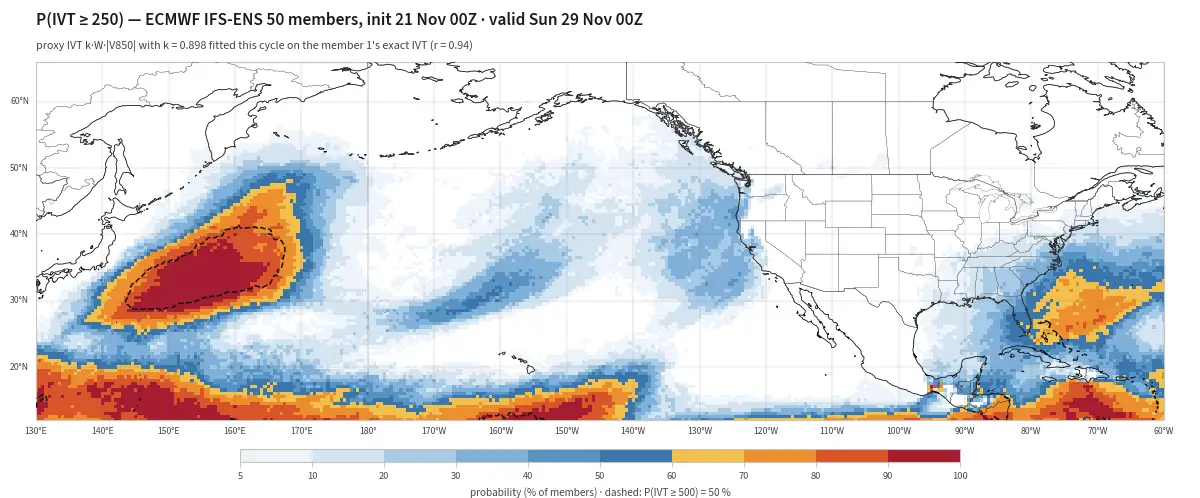 P(IVT ≥ 250) — ECMWF IFS-ENS 50 members, init 21 Nov 00Z · valid Sun 29 Nov 00Z
proxy IVT k·W·|V850| with k = 0.898 fitted this cycle on the member 1's exact IVT (r = 0.94)
60°N
50°N
40°N
30°N
20°N
130°E 140°E 150°E 160°E 170°E 180° 170°W 160°W 150°W 140°W 130°W 120°W 110°W 100°W 90°W 80°W 70°W 60°W
5 10 20 30 40 50 60 70 80 90 100
probability (% of members) · dashed: P(IVT ≥ 500) = 50 %